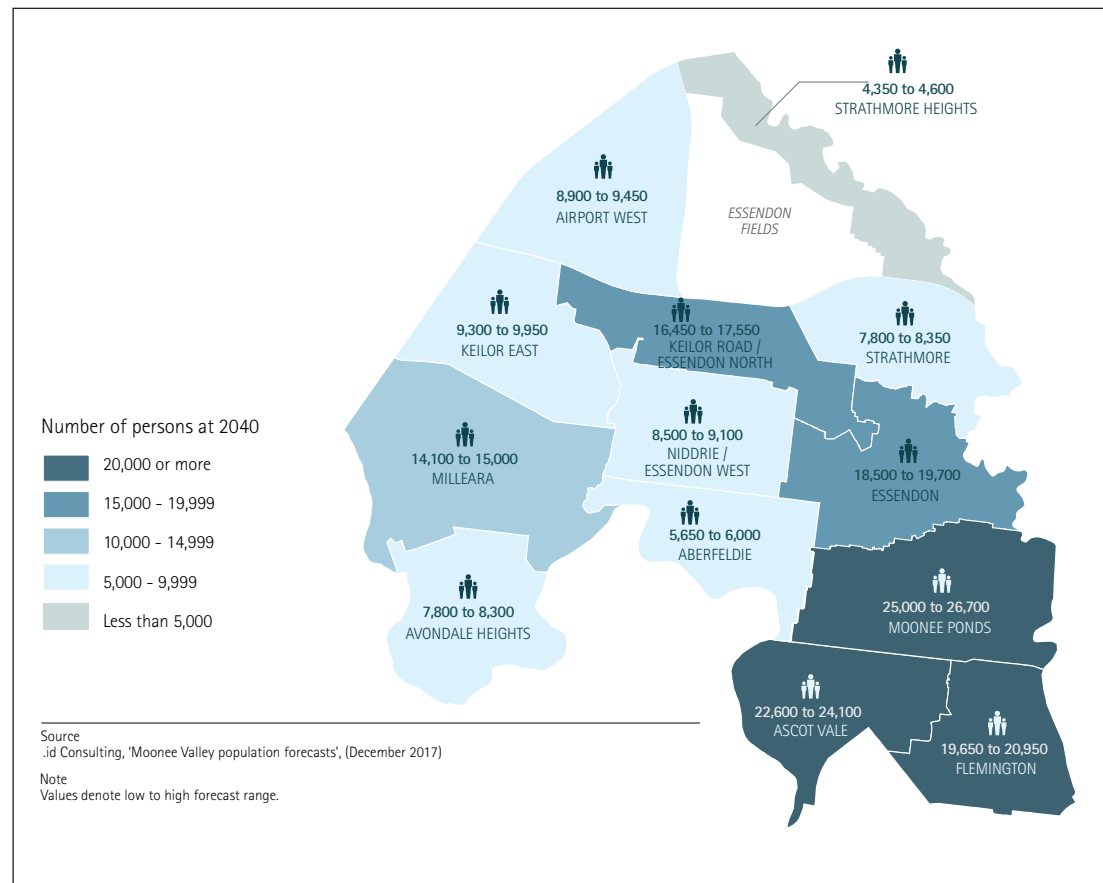 4,350 to 4,600
STRATHMORE HEIGHTS
8,900 to 9,450
AIRPORT WEST
ESSENDON
FIELDS
9,300 to 9,950
KEILOR EAST
16,450 to 17,550
KEILOR ROAD /
ESSENDON NORTH
7,800 to 8,350
STRATHMORE
Number of persons at 2040
20,000 or more
15,000 - 19,999
10,000 - 14,999
5,000 - 9,999
Less than 5,000
14,100 to 15,000
MILLEARA
8,500 to 9,100
NIDDRIE /
ESSENDON WEST
18,500 to 19,700
ESSENDON
5,650 to 6,000
ABERFELDIE
7,800 to 8,300
AVONDALE HEIGHTS
25,000 to 26,700
MOONEE PONDS
22,600 to 24,100
ASCOT VALE
19,650 to 20,950
FLEMINGTON
Source
.id Consulting, 'Moonee Valley population forecasts', (December 2017)
Note
Values denote low to high forecast range.